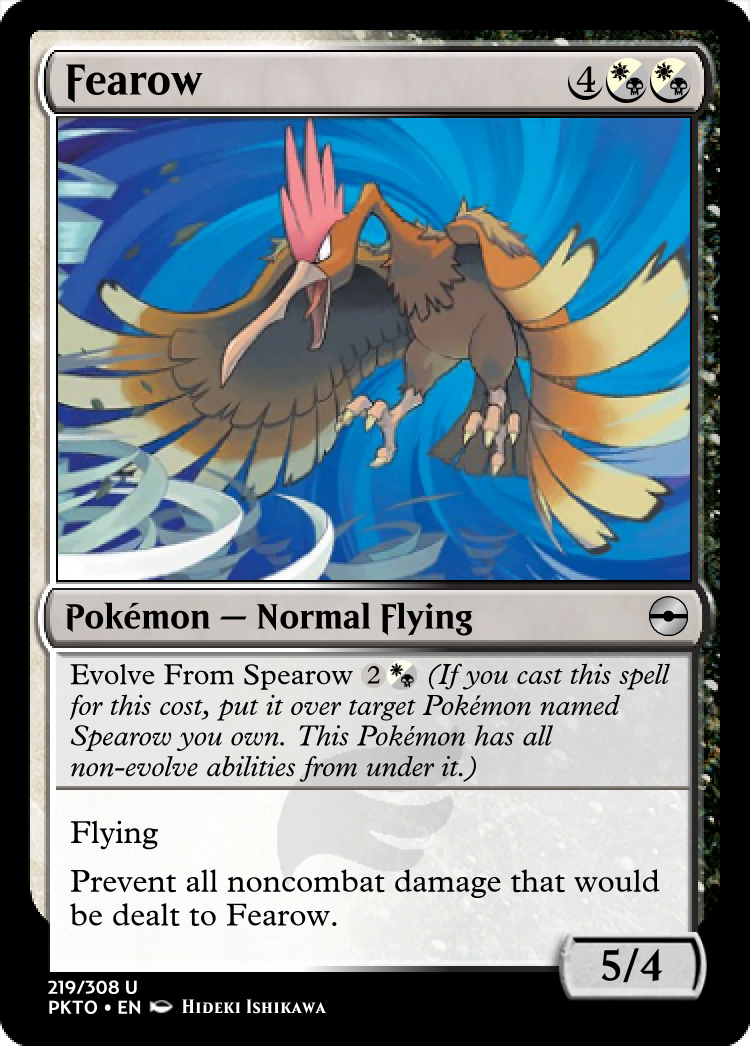 Fearow 4
Pokémon — Normal Flying
Evolve From Spearow 2 (If you cast this spell
for this cost, put it over target Pokémon named
Spearow you own. This Pokémon has all
non-evolve abilities from under it.)
Flying
Prevent all noncombat damage that would
be dealt to Fearow.
5/4
219/308 U
PKTO • EN HIDEKI ISHIKAWA